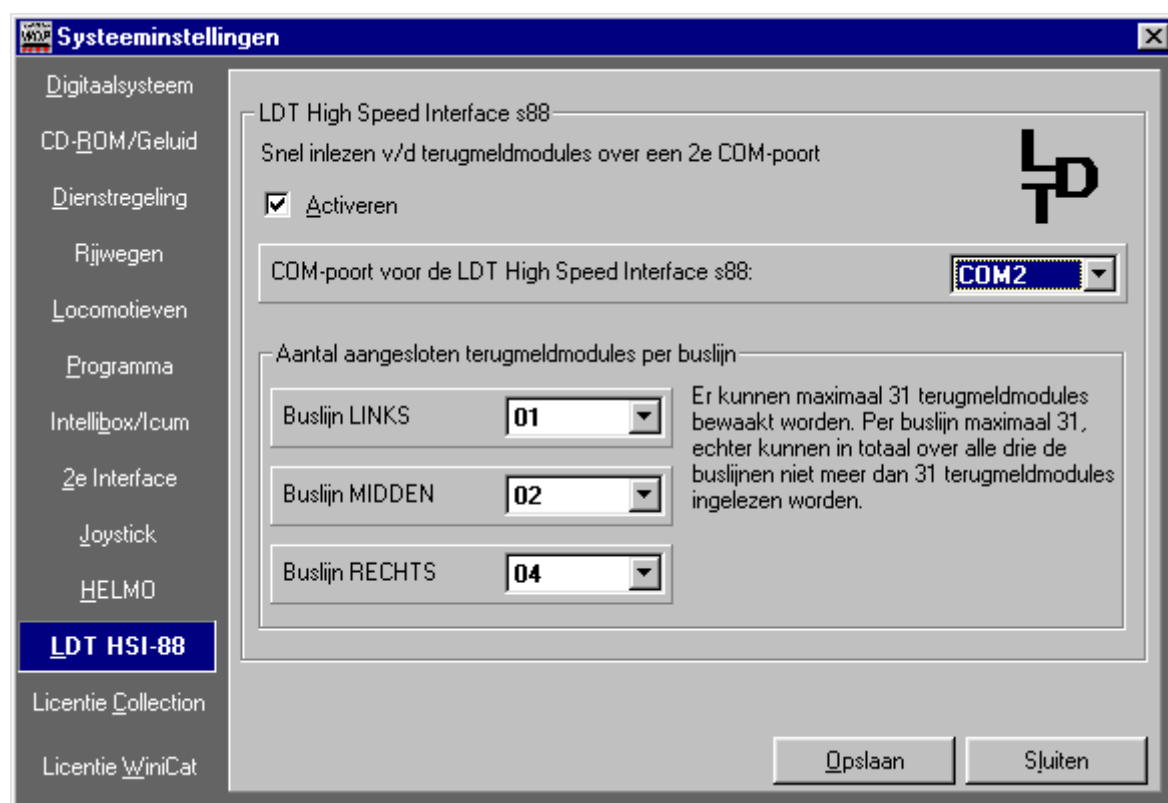 Systeeminstellingen
Digitaalsysteem
CD-ROM/Geluid
Dienstregeling
Rijwegen
Locomotieven
Programma
Intellibox/Icum
2e Interface
Joystick
HELMO
LDT HSI-88
Licentie Collection
Licentie WiniCat
LDT High Speed Interface s88
Snel inlezen v/d terugmeldmodules over een 2e COM-poort
LDT
Activeren
COM-poort voor de LDT High Speed Interface s88:
COM2
Aantal aangesloten terugmeldmodules per buslijn
Buslijn LINKS
01
Buslijn MIDDEN
02
Buslijn RECHTS
04
Er kunnen maximaal 31 terugmeldmodules
bewaakt worden. Per buslijn maximaal 31,
echter kunnen in totaal over alle drie de
buslijnen niet meer dan 31 terugmeldmodules
ingelezen worden.
Opslaan
Sluiten